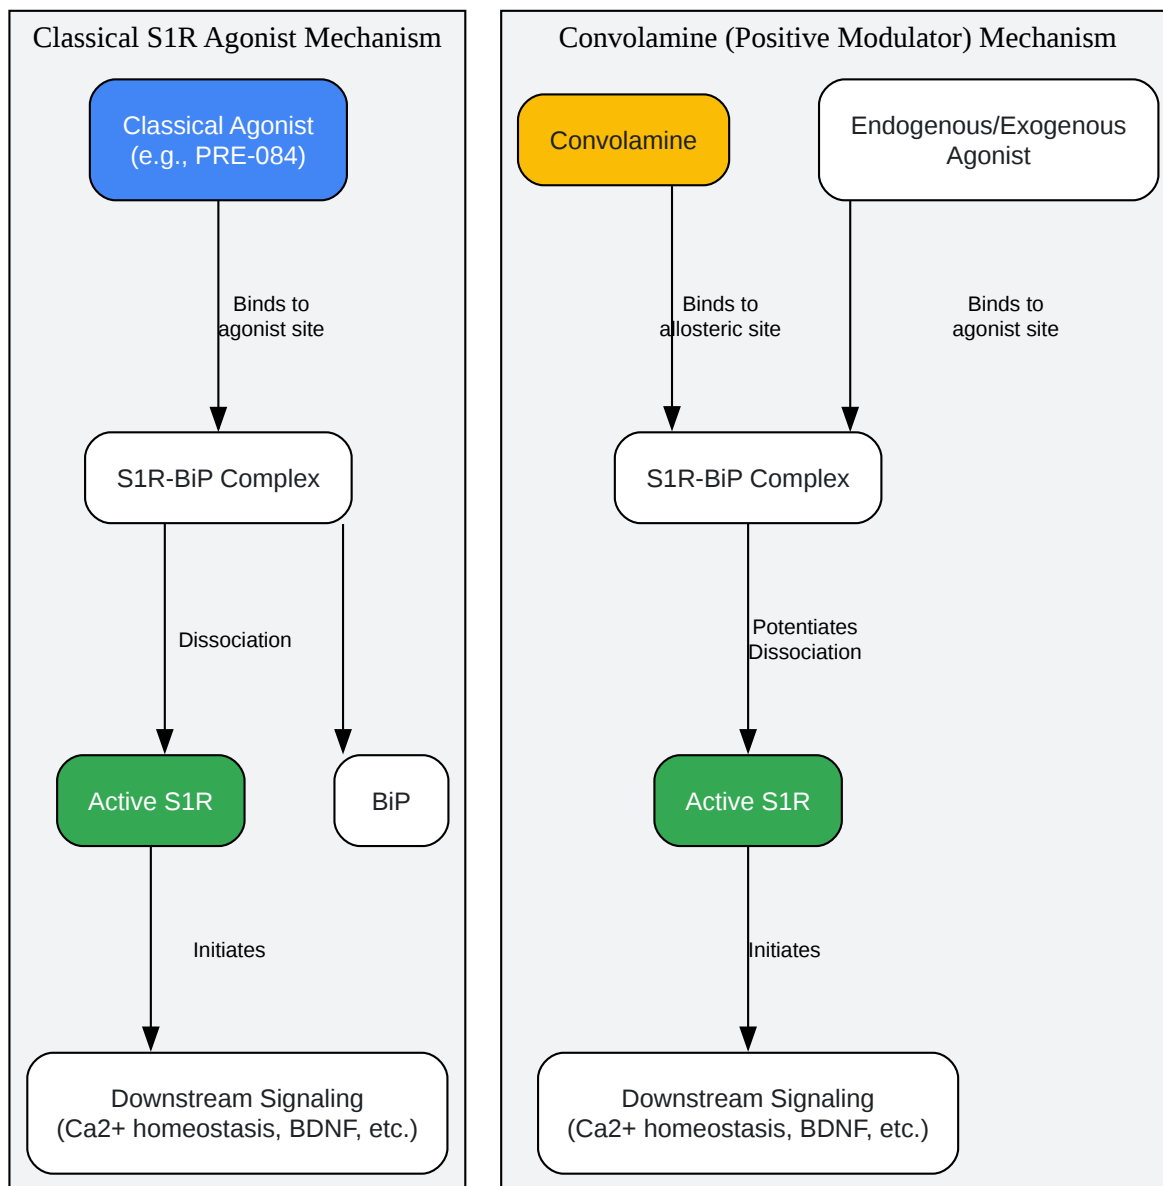 Classical S1R Agonist Mechanism
Classical Agonist
(e.g., PRE-084)
Binds to
agonist site
S1R-BiP Complex
Dissociation
Active S1R
BiP
Initiates
Downstream Signaling
(Ca2+ homeostasis, BDNF, etc.)
Convolamine (Positive Modulator) Mechanism
Convolamine
Endogenous/Exogenous
Agonist
Binds to
allosteric site
Binds to
agonist site
S1R-BiP Complex
Potentiates
Dissociation
Active S1R
Initiates
Downstream Signaling
(Ca2+ homeostasis, BDNF, etc.)